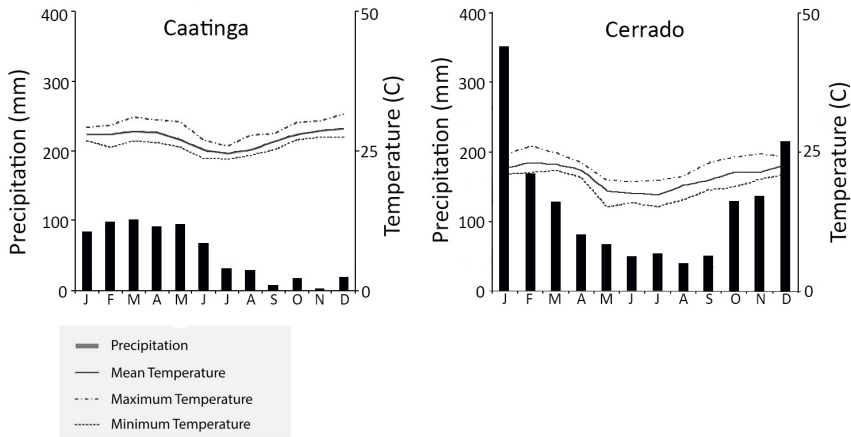 Caatinga
Precipitation (mm)
400
300
200
100
0
50
25
0
Temperature (C)
J F M A M J J A S O N D
Cerrado
Precipitation (mm)
400
300
200
100
0
50
25
0
Temperature (C)
J F M A M J J A S O N D
Precipitation
Mean Temperature
Maximum Temperature
Minimum Temperature